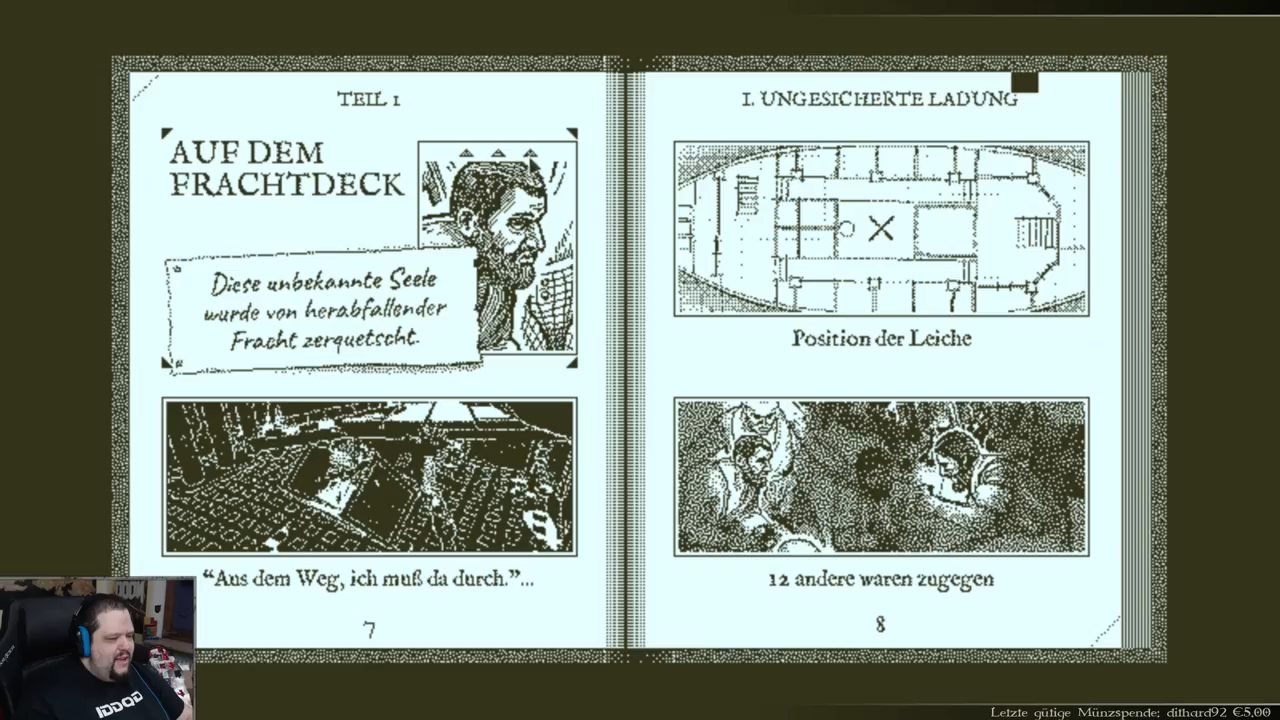 TEIL 1
AUF DEM
FRACHTDECK
Diese unbekannte Seele
wurde von herabfallender
Fracht zerquetscht.
“Aus dem Weg, ich muß da durch.”...
7
I. UNGESICHERTE LADUNG
Position der Leiche
12 andere waren zugegen
8
IDDQD
Letzte gütige Münzspende: dithard92 €5,00